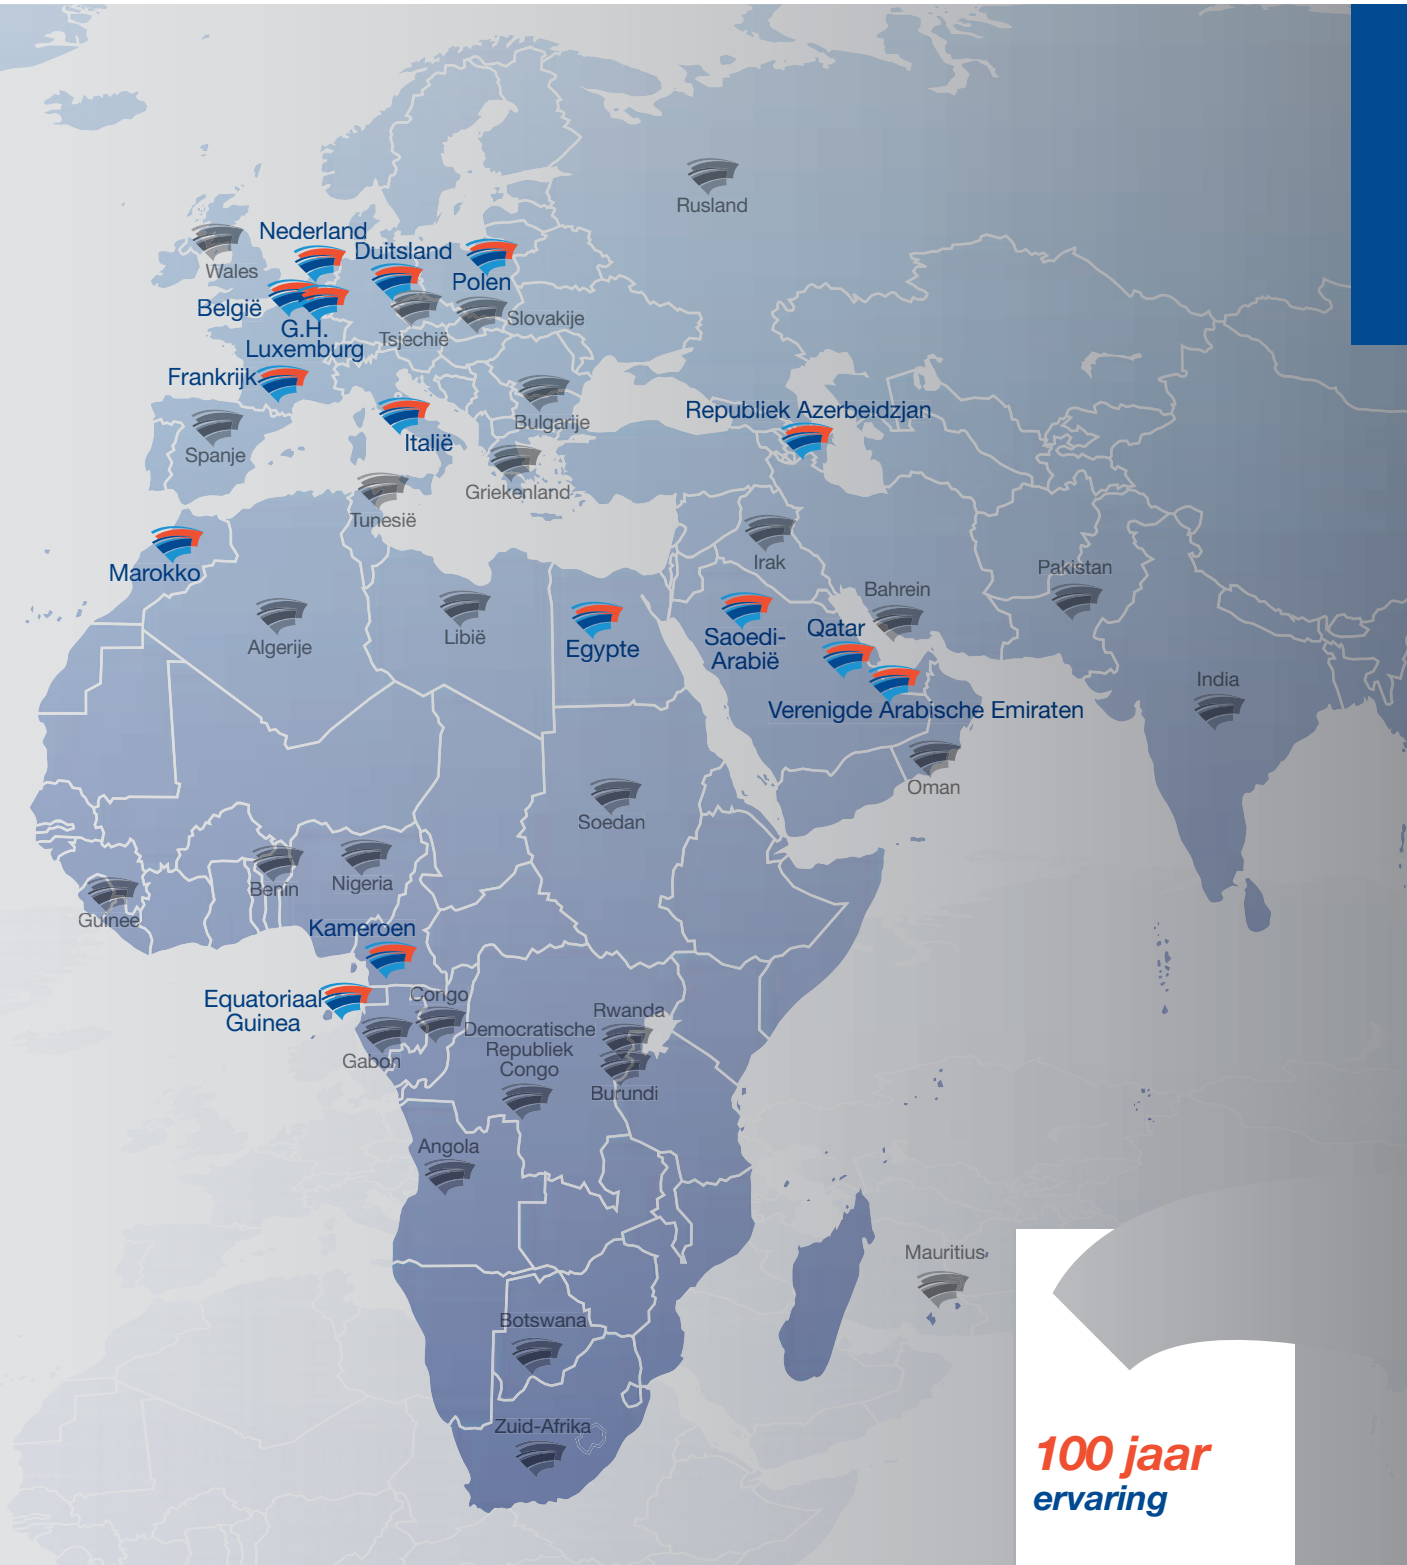 Rusland
Nederland
Duitsland
Wales
Polen
België
G.H.
Luxemburg
Tsjechië
Slovakije
Frankrijk
Republiek Azerbeidzjan
Bulgarije
Italië
Spanje
Griekenland
Tunesië
Irak
Pakistan
Marokko
Bahrein
Qatar
Saoedi-
Arabië
Libië
Algerije
Egypte
India
Verenigde Arabische Emiraten
Oman
Soedan
Nigeria
Benin
Guinee
Kameroen
Congo
Equatoriaal
Guinea
Rwanda
Democratische
Republiek
Congo
Gabon
Burundi
Angola
Mauritius
Botswana
Zuid-Afrika
100 jaar
ervaring